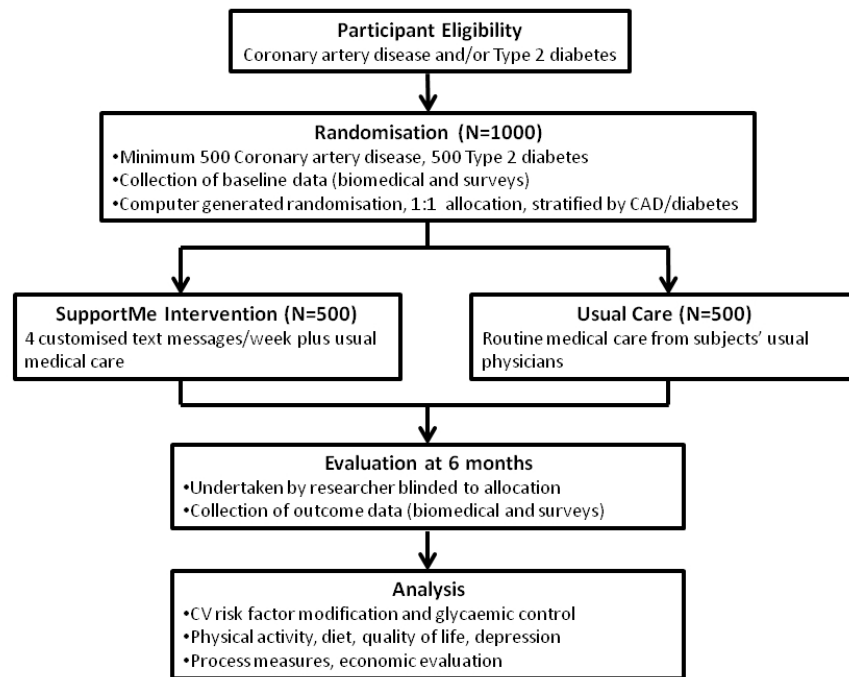 Participant Eligibility
Coronary artery disease and/or Type 2 diabetes
Randomisation (N=1000)
•Minimum 500 Coronary artery disease, 500 Type 2 diabetes
•Collection of baseline data (biomedical and surveys)
•Computer generated randomisation, 1:1 allocation, stratified by CAD/diabetes
SupportMe Intervention (N=500)
4 customised text messages/week plus usual
medical care
Usual Care (N=500)
Routine medical care from subjects’ usual
physicians
Evaluation at 6 months
•Undertaken by researcher blinded to allocation
•Collection of outcome data (biomedical and surveys)
Analysis
•CV risk factor modification and glycaemic control
•Physical activity, diet, quality of life, depression
•Process measures, economic evaluation